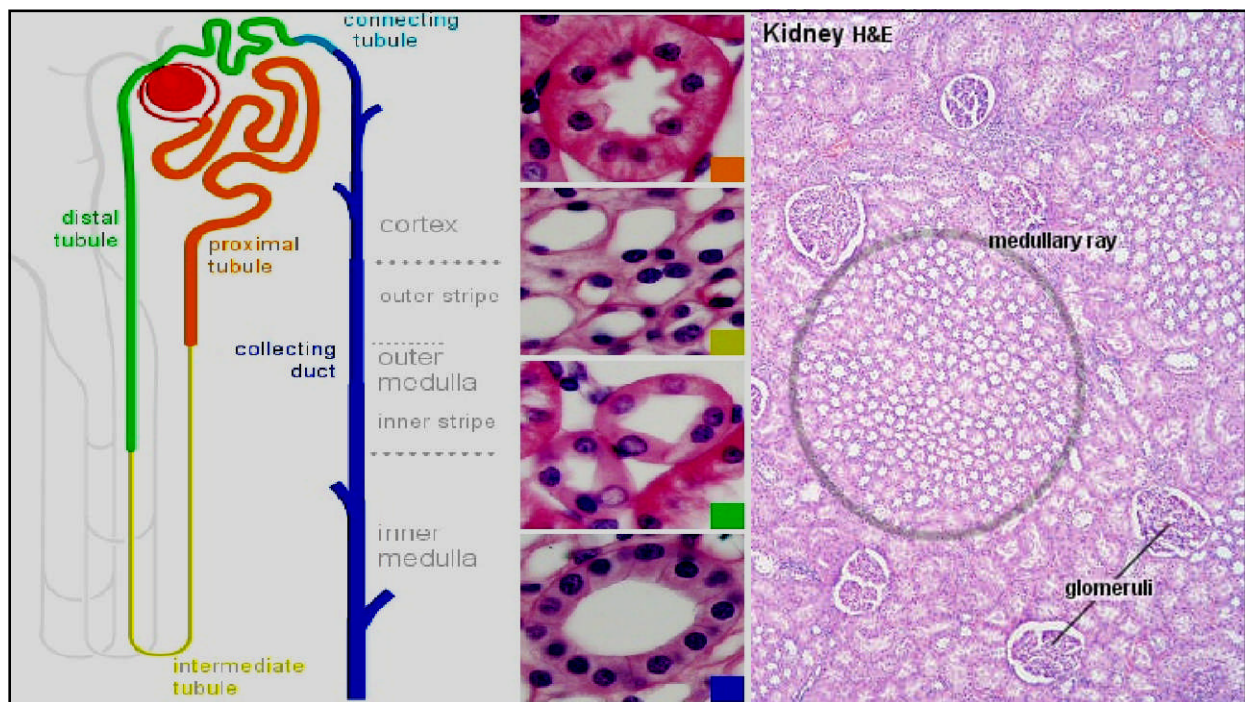 connecting
tubule
distal
tubule
proximal
tubule
cortex
outer stripe
collecting
duct
outer
medulla
inner stripe
inner
medulla
intermediate
tubule
Kidney H&E
medullary ray
glomeruli